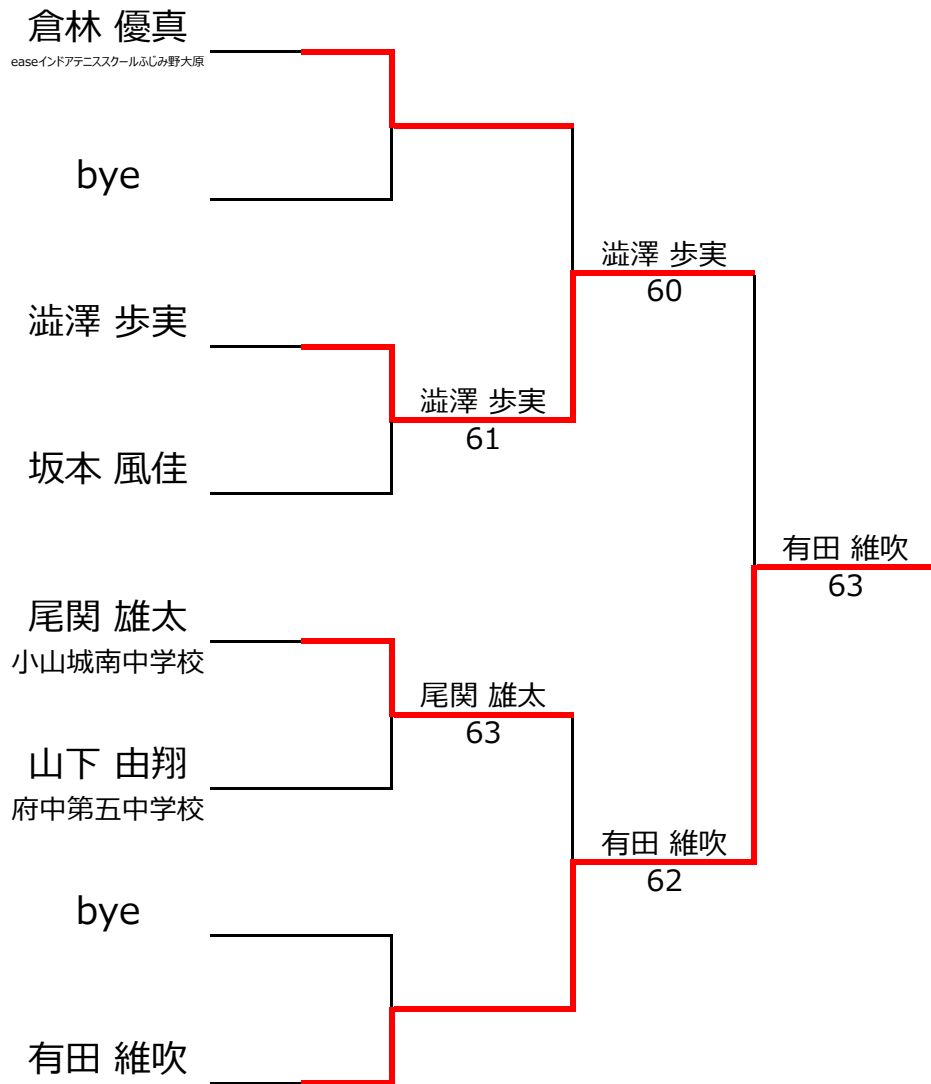 倉林 優真
easeインドアテニススクールふじみ野大原
bye
澁澤 歩実
60
澁澤 歩実
澁澤 歩実
61
坂本 風佳
有田 維吹
63
尾関 雄太
小山城南中学校
尾関 雄太
63
山下 由翔
府中第五中学校
有田 維吹
62
bye
有田 維吹